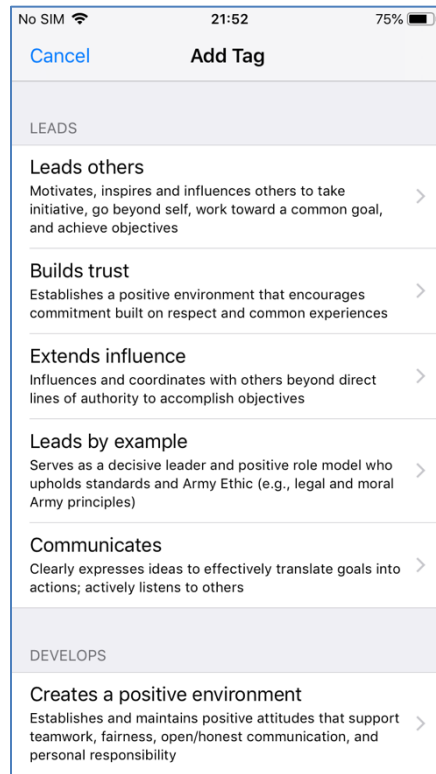 No SIM 21:52 75%
Cancel Add Tag
LEADS
Leads others
Motivates, inspires and influences others to take
initiative, go beyond self, work toward a common goal,
and achieve objectives
Builds trust
Establishes a positive environment that encourages
commitment built on respect and common experiences
Extends influence
Influences and coordinates with others beyond direct
lines of authority to accomplish objectives
Leads by example
Serves as a decisive leader and positive role model who
upholds standards and Army Ethic (e.g., legal and moral
Army principles)
Communicates
Clearly expresses ideas to effectively translate goals into
actions; actively listens to others
DEVELOPS
Creates a positive environment
Establishes and maintains positive attitudes that support
teamwork, fairness, open/honest communication, and
personal responsibility